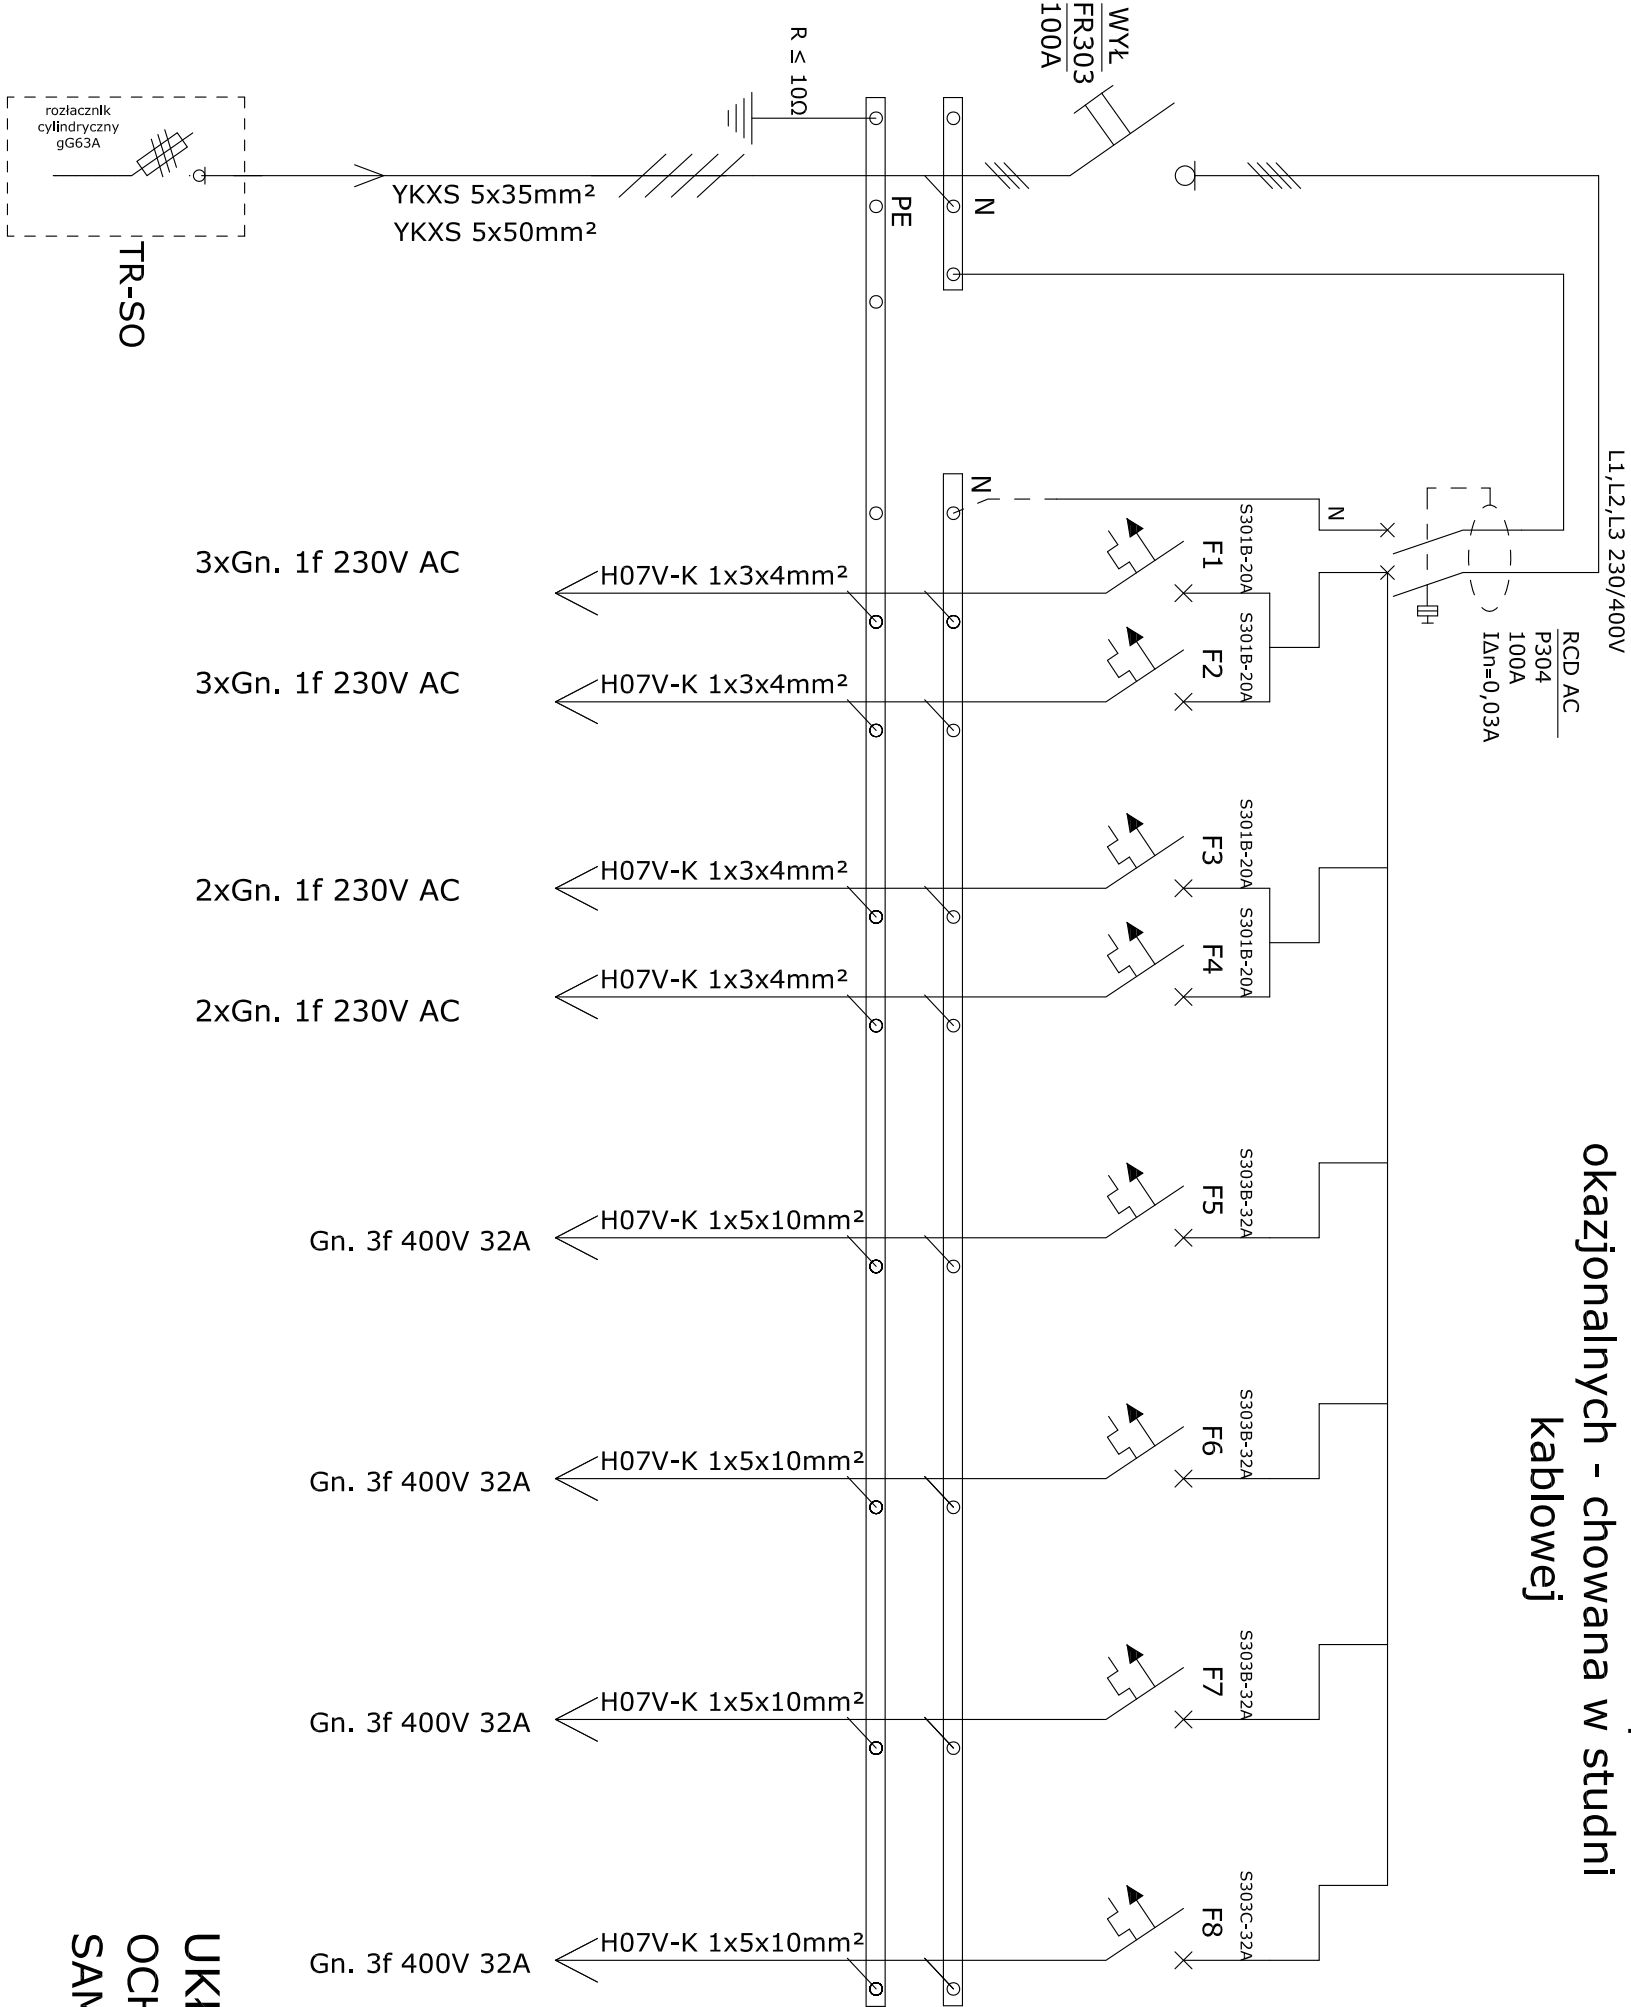 okazjonalnych - chowana w studni
kablowej
L1,L2,L3 230/400V
RCD AC
P304
100A
IΔn=0,03A
WYŁ
FR303
100A
R ≤ 10Ω
rozłacznik
cylindryczny
gG63A
TR-SO
YKXS 5x35mm²
YKXS 5x50mm²
PE
N
N
N
S301B-20A
F1
H07V-K 1x3x4mm²
3xGn. 1f 230V AC
S301B-20A
F2
H07V-K 1x3x4mm²
3xGn. 1f 230V AC
S301B-20A
F3
H07V-K 1x3x4mm²
2xGn. 1f 230V AC
S301B-20A
F4
H07V-K 1x3x4mm²
2xGn. 1f 230V AC
S303B-32A
F5
H07V-K 1x5x10mm²
Gn. 3f 400V 32A
S303B-32A
F6
H07V-K 1x5x10mm²
Gn. 3f 400V 32A
S303B-32A
F7
H07V-K 1x5x10mm²
Gn. 3f 400V 32A
S303C-32A
F8
H07V-K 1x5x10mm²
Gn. 3f 400V 32A
OCH